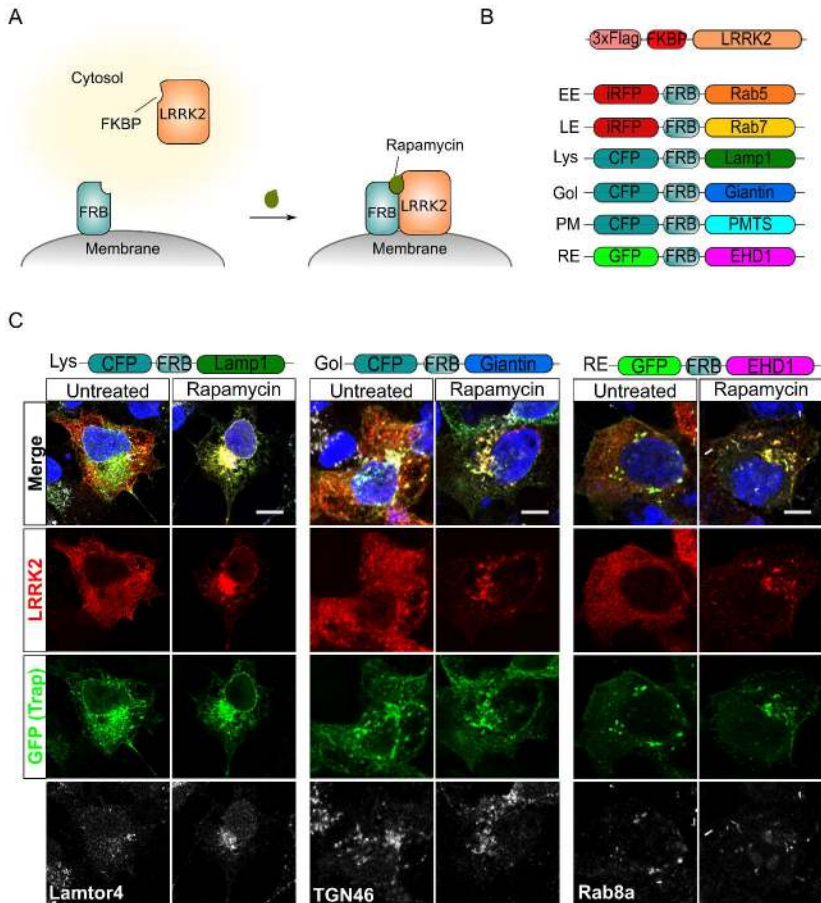 A
Cytosol
FKBP
LRRK2
FRB
Membrane
Rapamycin
FRB
LRRK2
Membrane
B
3xFlag FKBP LRRK2
EE iRFP FRB Rab5
LE iRFP FRB Rab7
Lys CFP FRB Lamp1
Gol CFP FRB Giantin
PM CFP FRB PMTS
RE GFP FRB EHD1
C
Lys CFP FRB Lamp1 Gol CFP FRB Giantin RE GFP FRB EHD1
Untreated Rapamycin Untreated Rapamycin Untreated Rapamycin
Merge
LRRK2
GFP (Trap)
Lamtor4 TGN46 Rab8a